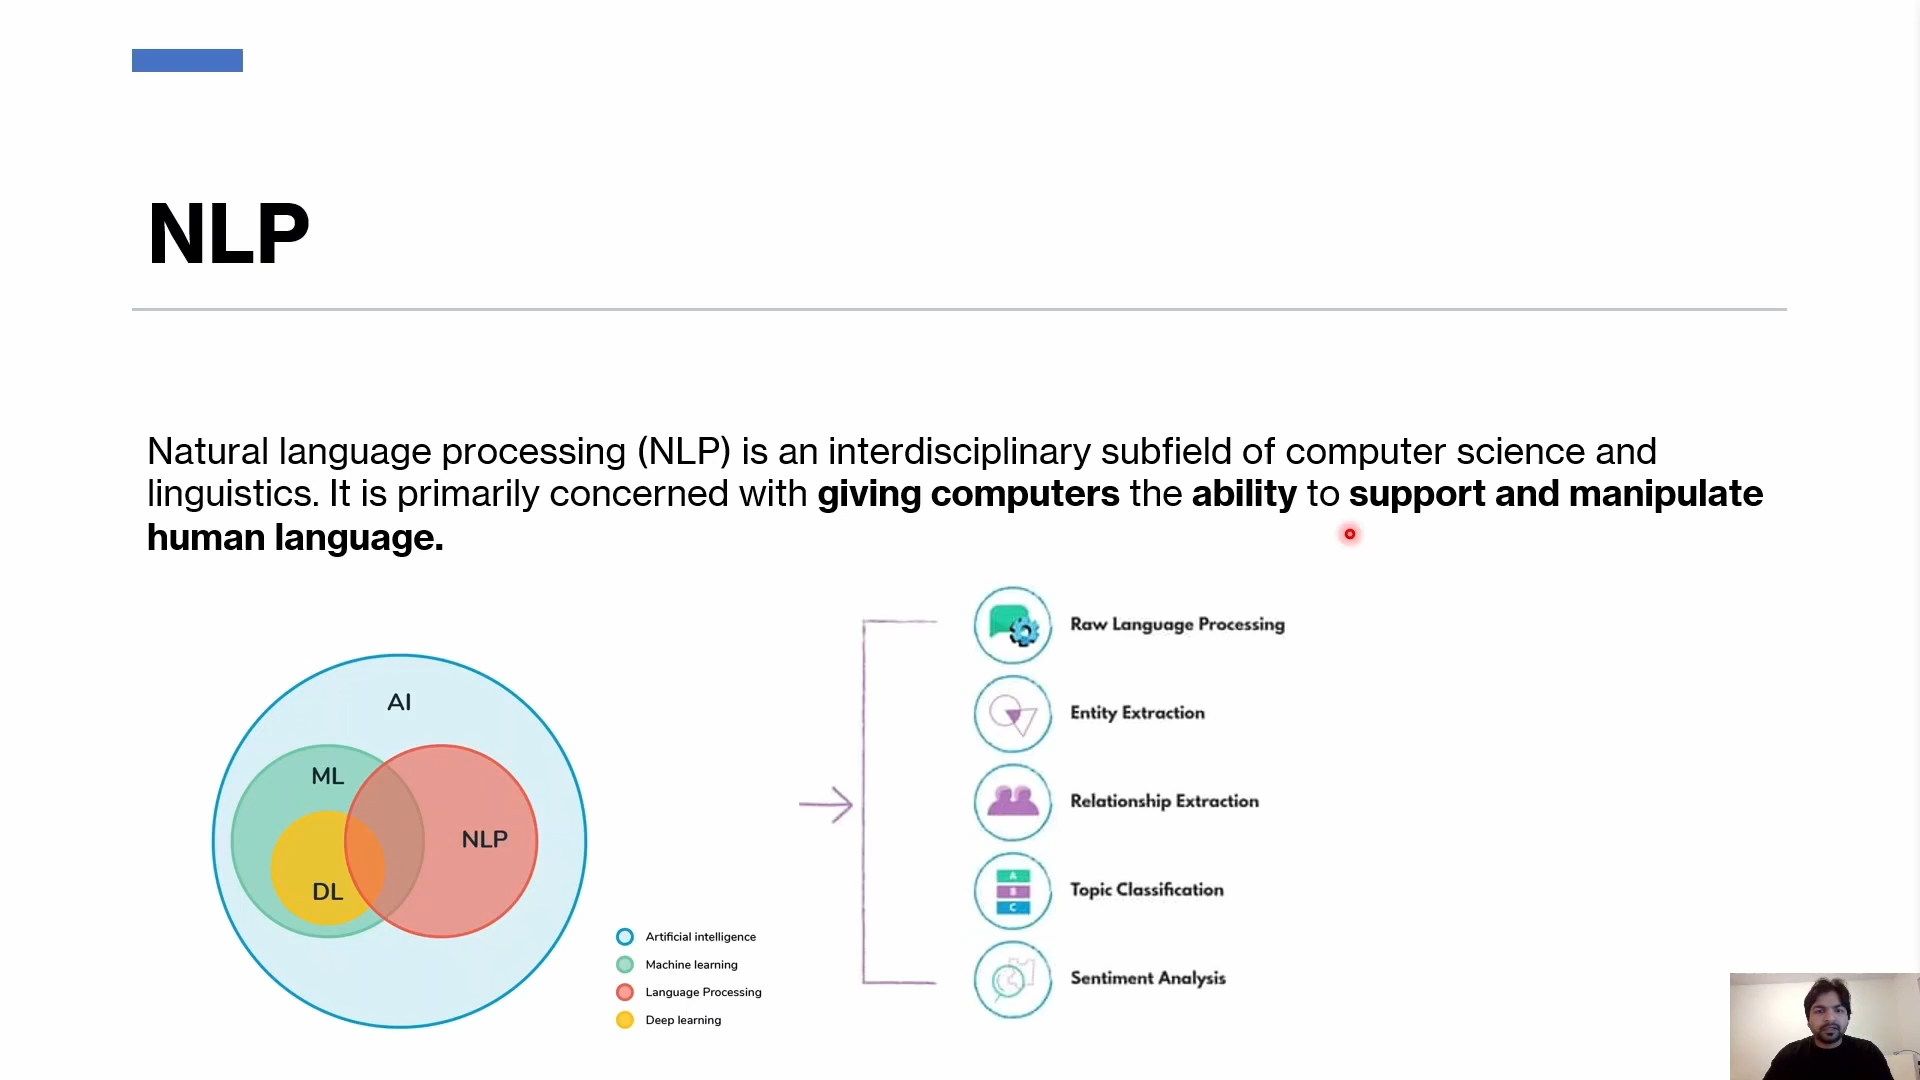 NLP
Natural language processing (NLP) is an interdisciplinary subfield of computer science and
linguistics. It is primarily concerned with giving computers the ability to support and manipulate
human language.
AI
ML
NLP
DL
Artificial intelligence
Machine learning
Language Processing
Deep learning
Raw Language Processing
Entity Extraction
Relationship Extraction
A
B
C
Topic Classification
Sentiment Analysis